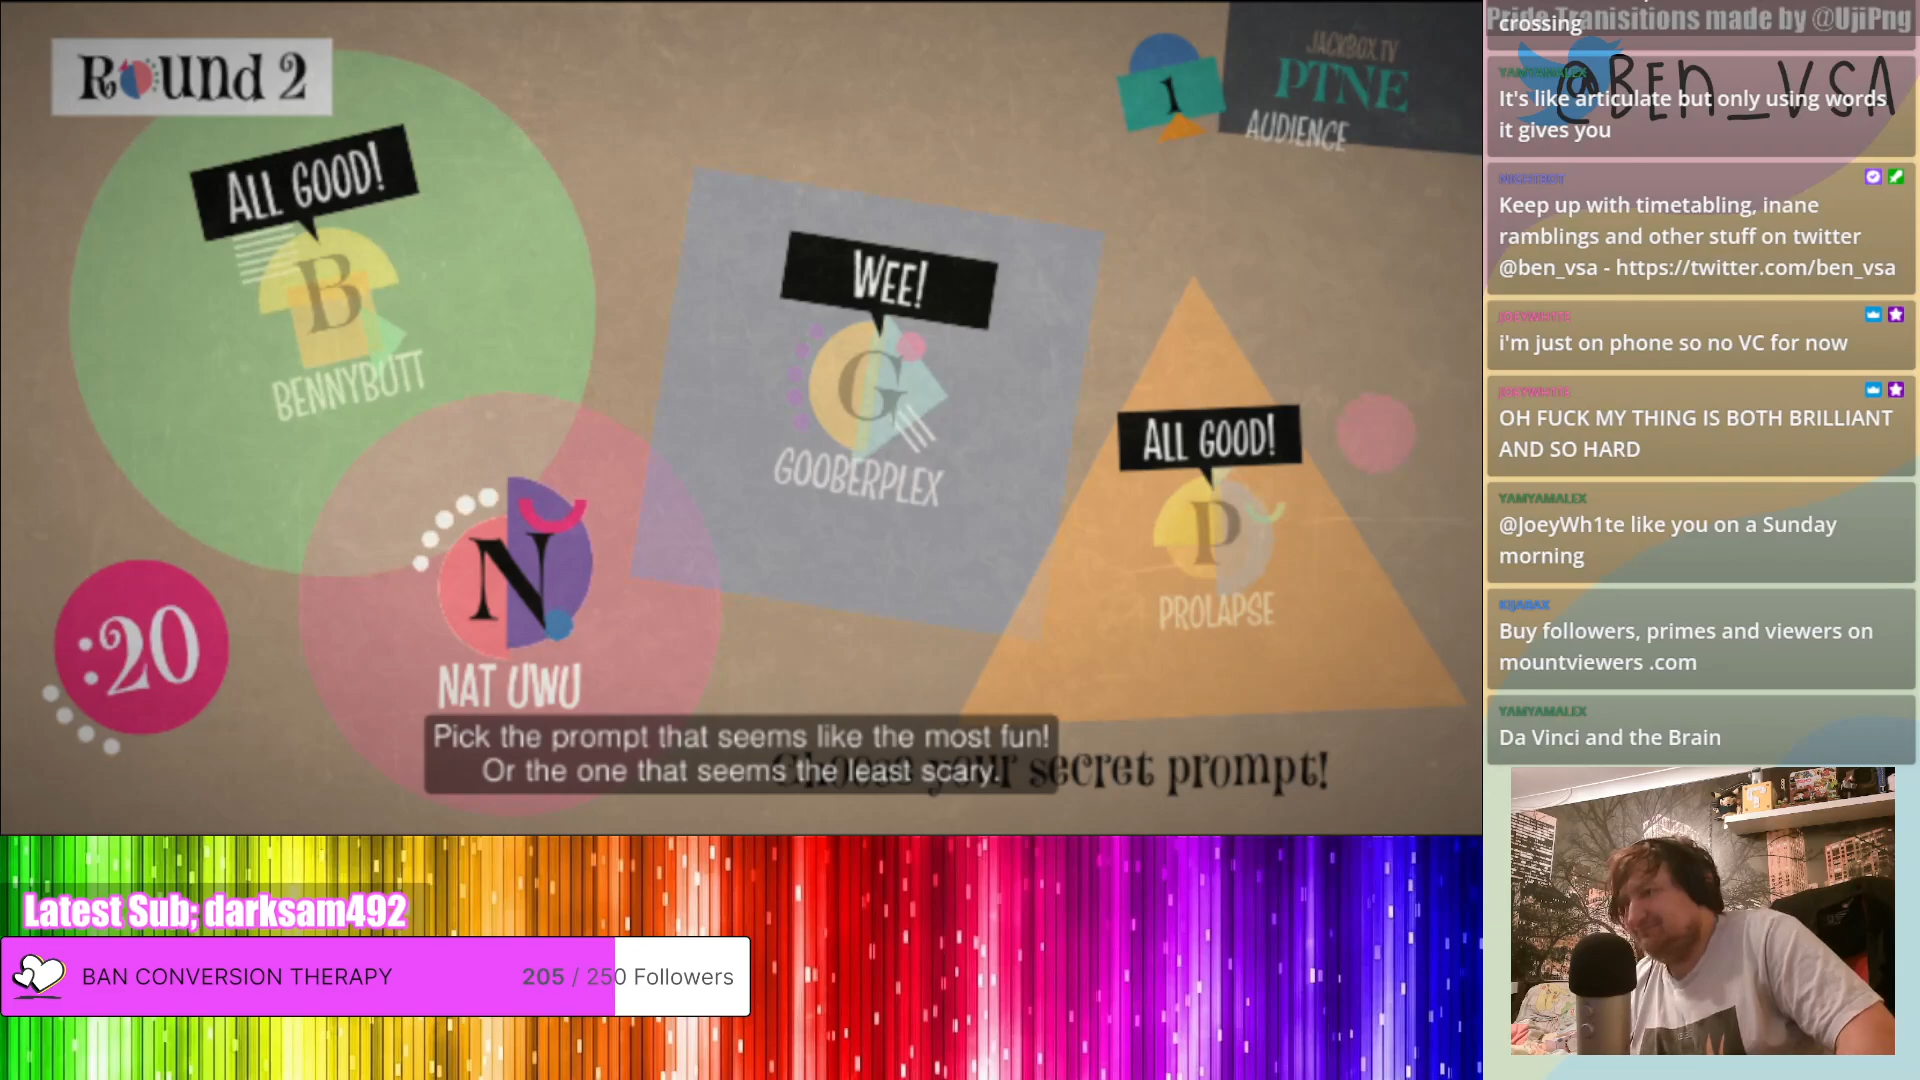 Round 2
ALL GOOD!
B
BENNYBUTT
WEE!
G
GOOBERPLEX
1
JACKBOX.TV
PTNE
AUDIENCE
ALL GOOD!
P
PROLAPSE
N
NAT UWU
:20
Pick the prompt that seems like the most fun!
Or the one that seems the least scary.
Choose your secret prompt!
Latest Sub; darksam492
BAN CONVERSION THERAPY
205 / 250 Followers
Pride Tranisitions made by @UjiPng
@BEN_VSA
crossing
YAMYAMALEX
It's like articulate but only using words
it gives you
NIGHTBOT
Keep up with timetabling, inane
ramblings and other stuff on twitter
@ben_vsa - https://twitter.com/ben_vsa
JOEYWH1TE
i'm just on phone so no VC for now
JOEYWH1TE
OH FUCK MY THING IS BOTH BRILLIANT
AND SO HARD
YAMYAMALEX
@JoeyWh1te like you on a Sunday
morning
Buy followers, primes and viewers on
mountviewers .com
YAMYAMALEX
Da Vinci and the Brain